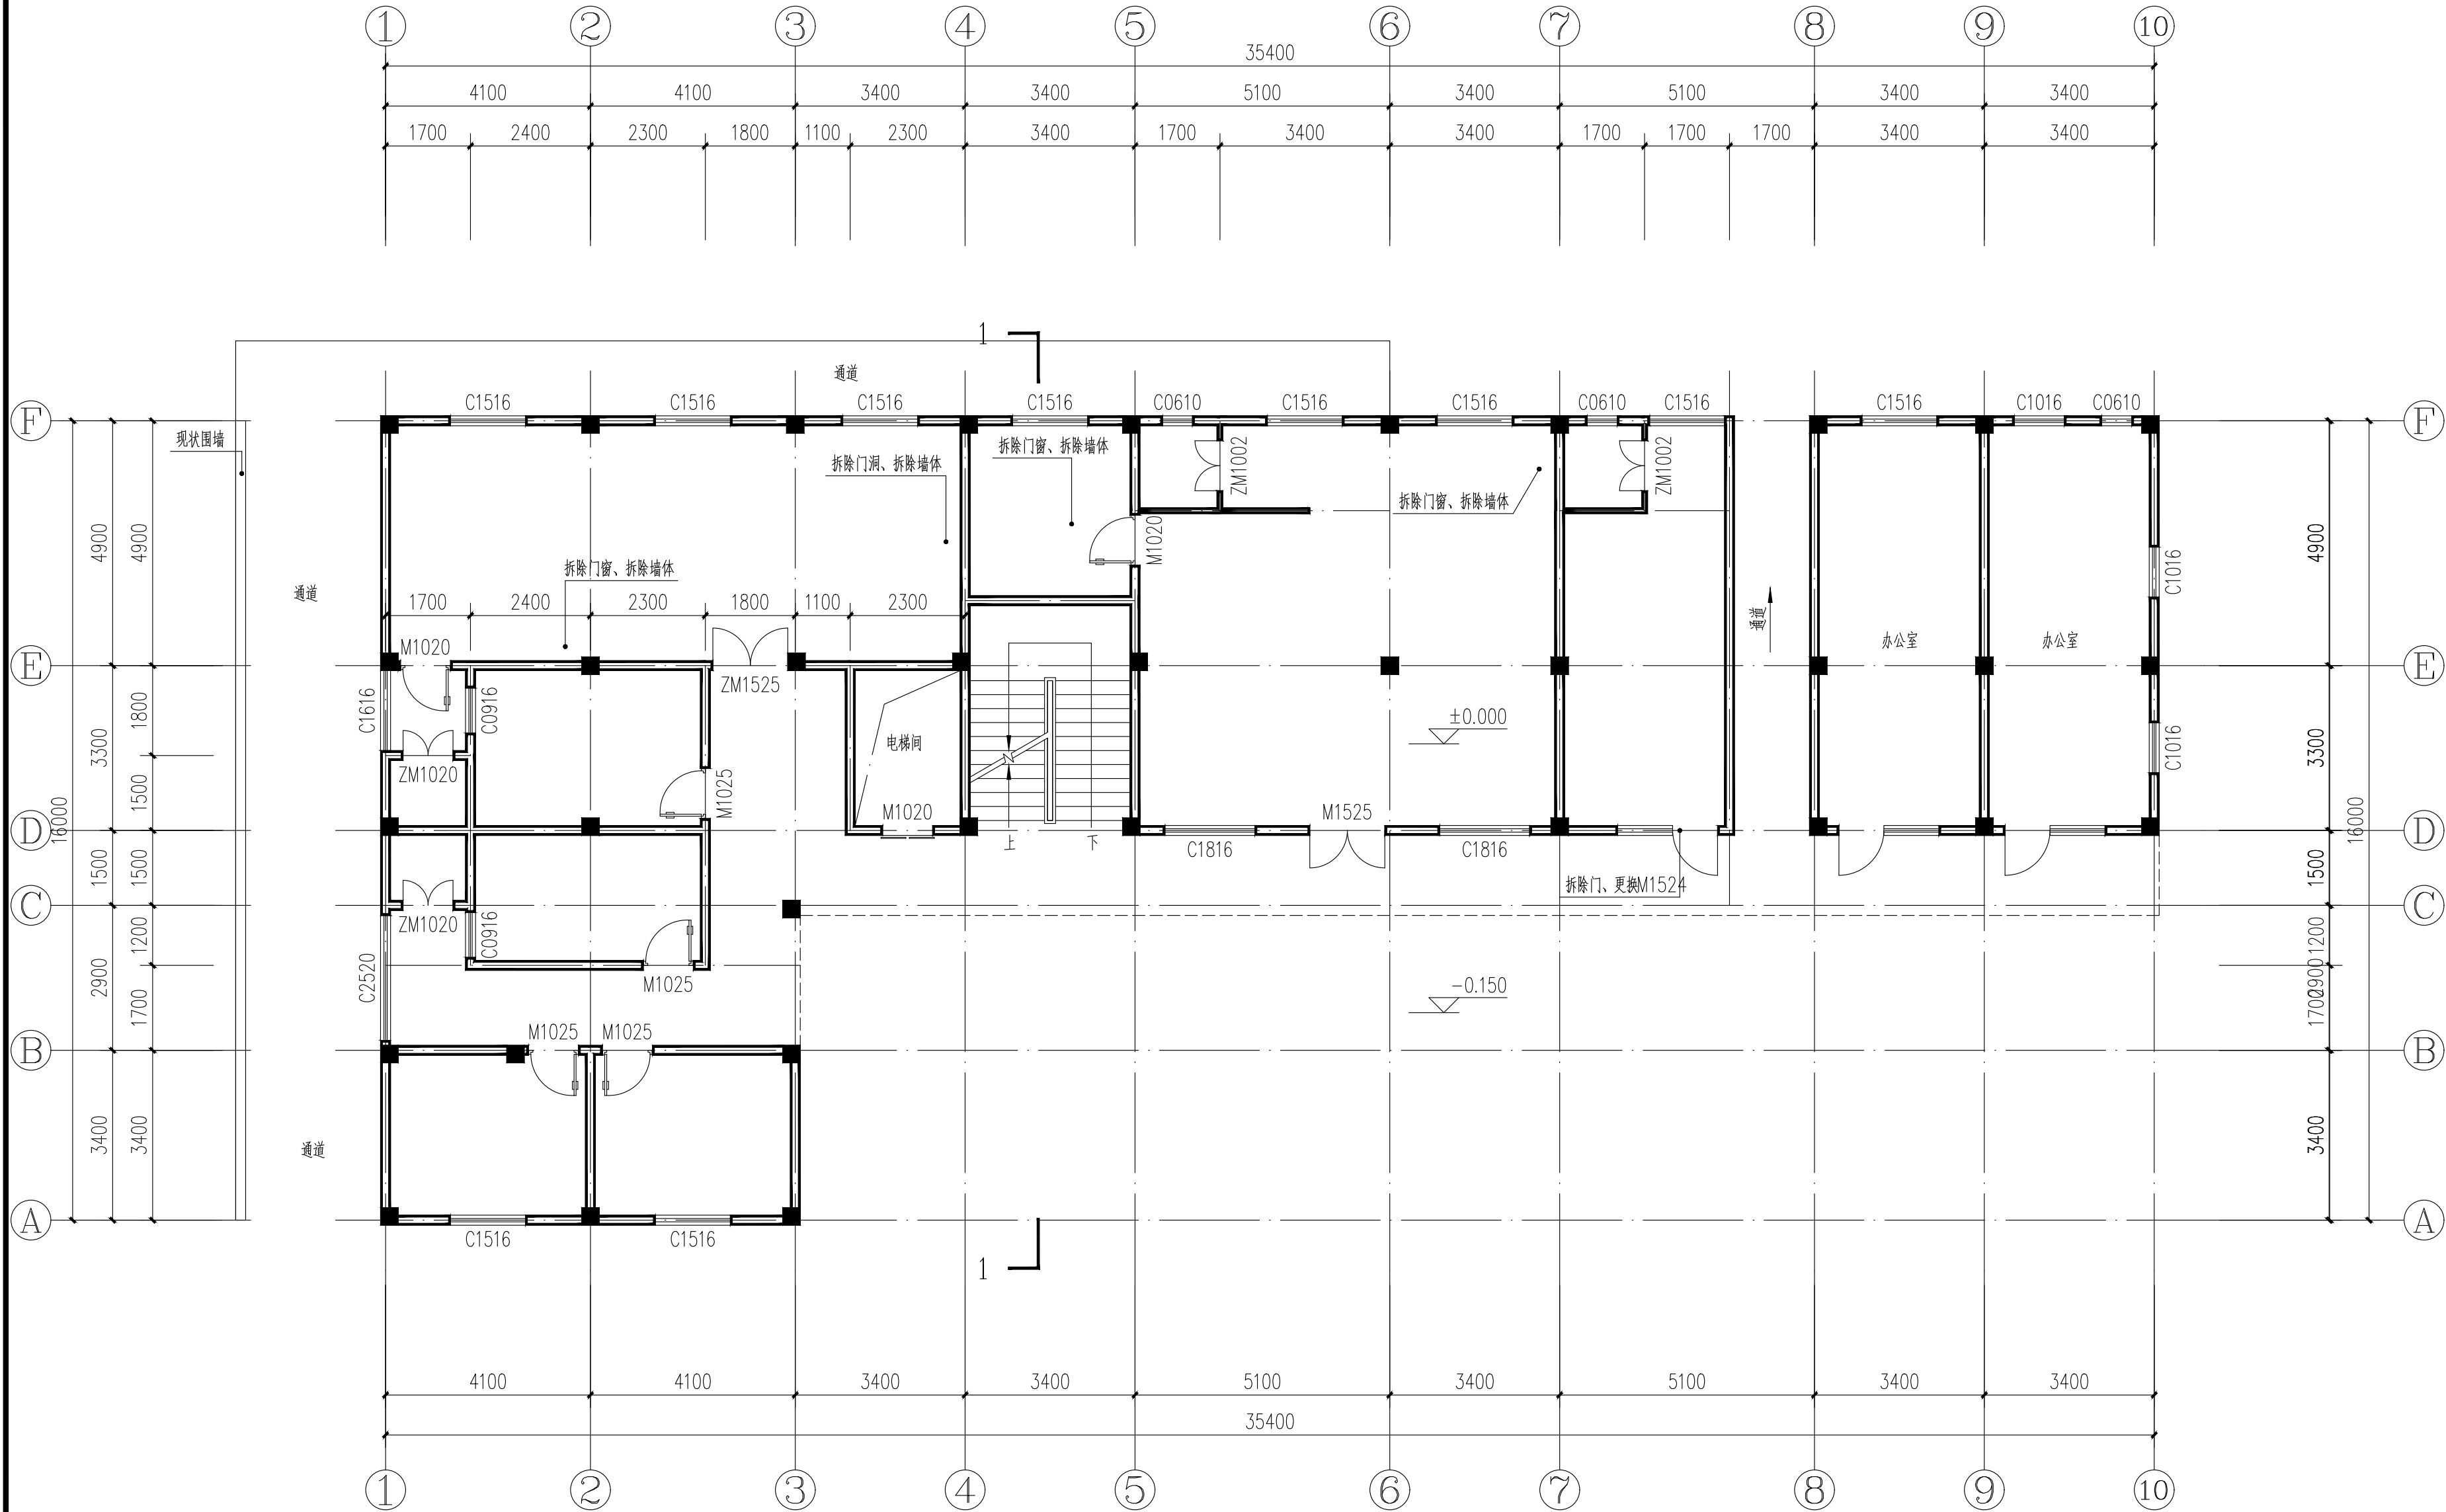 1 2 3 4 5 6 7 8 9 10
35400
4100 4100 3400 3400 5100 3400 5100 3400 3400
1700 2400 2300 1800 1100 2300 3400 1700 3400 3400 1700 1700 1700 3400 3400
1
通道
C1516 C1516 C1516 C1516 C0610 C1516 C1516 C0610 C1516 C1516 C1016 C0610
F F
现状围墙
拆除门洞、拆除墙体
拆除门窗、拆除墙体
ZM1002
拆除门窗、拆除墙体
ZM1002
4900 4900
M1020
4900
拆除门窗、拆除墙体
C1016
通道
1700 2400 2300 1800 1100 2300
通道
办公室 办公室
M1020
E E
ZM1525
C1616 C0916
1800
3300
±0.000
电梯间
C1016
3300
ZM1020
1500
M1025
M1020
M1525
16000 16000
D D
上 下
C1816 C1816
1500 1500
1500
拆除门、更换M1524
C C
ZM1020
C0916
1200
1200
2900
C2520
M1025
-0.150
2900
1700
1700
M1025 M1025
B B
3400 3400
通道
3400
A A
C1516 C1516
1
4100 4100 3400 3400 5100 3400 5100 3400 3400
35400
1 2 3 4 5 6 7 8 9 10